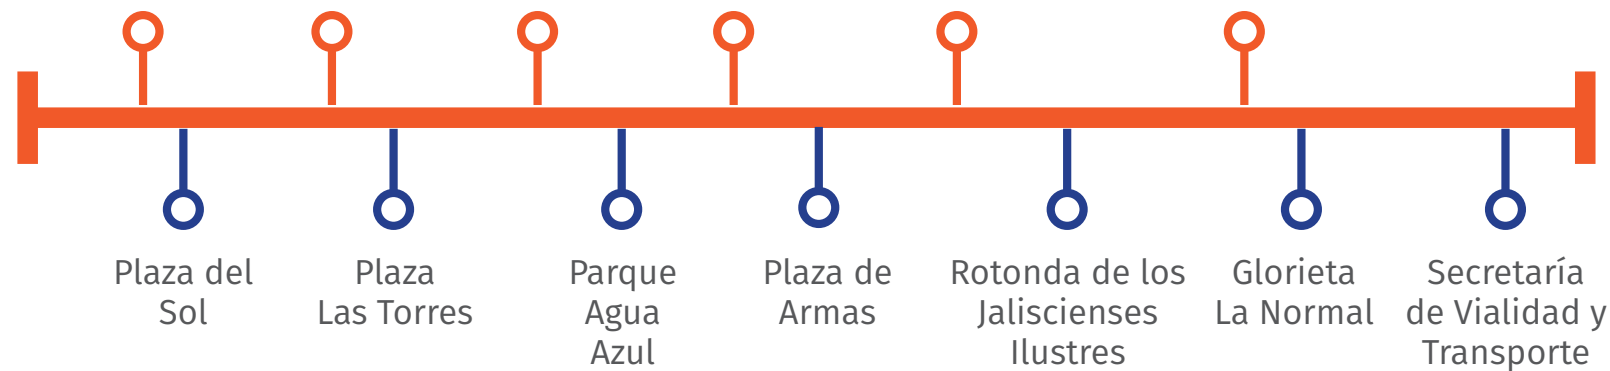 Plaza del
Sol
Plaza
Las Torres
Parque
Agua
Azul
Plaza de
Armas
Rotonda de los
Jaliscienses
Ilustres
Glorieta
La Normal
Secretaría
de Vialidad y
Transporte